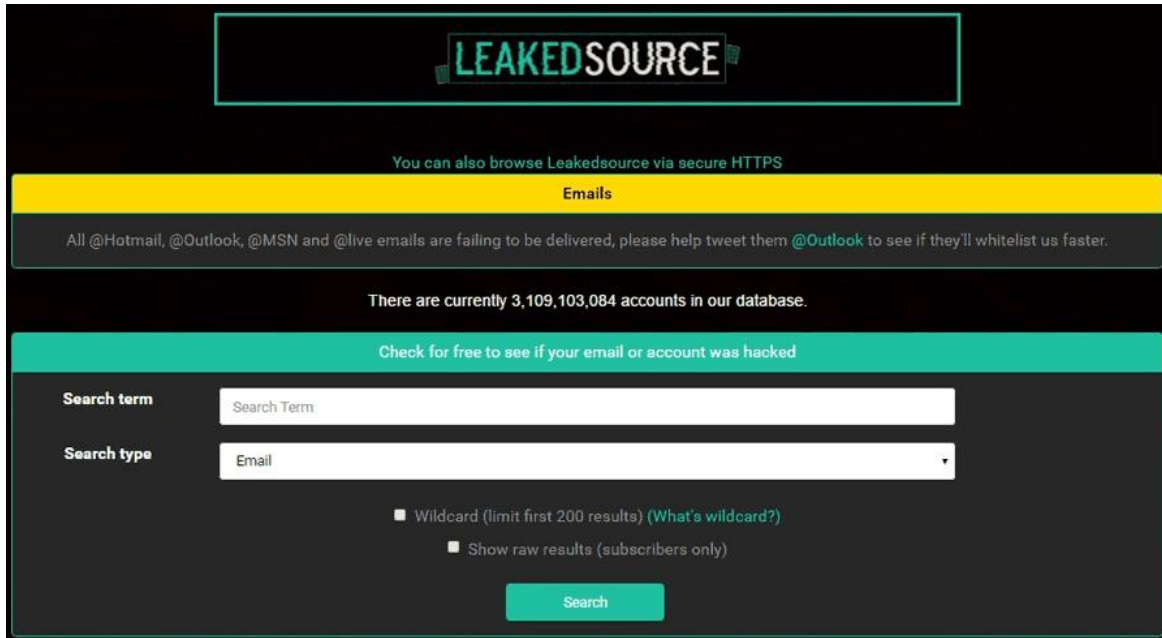 LEAKEDSOURCE
You can also browse Leakedsource via secure HTTPS
Emails
All @Hotmail, @Outlook, @MSN and @live emails are failing to be delivered, please help tweet them @Outlook to see if they'll whitelist us faster.
There are currently 3,109,103,084 accounts in our database.
Check for free to see if your email or account was hacked
Search term
Search Term
Search type
Email
Wildcard (limit first 200 results) (What's wildcard?)
Show raw results (subscribers only)
Search